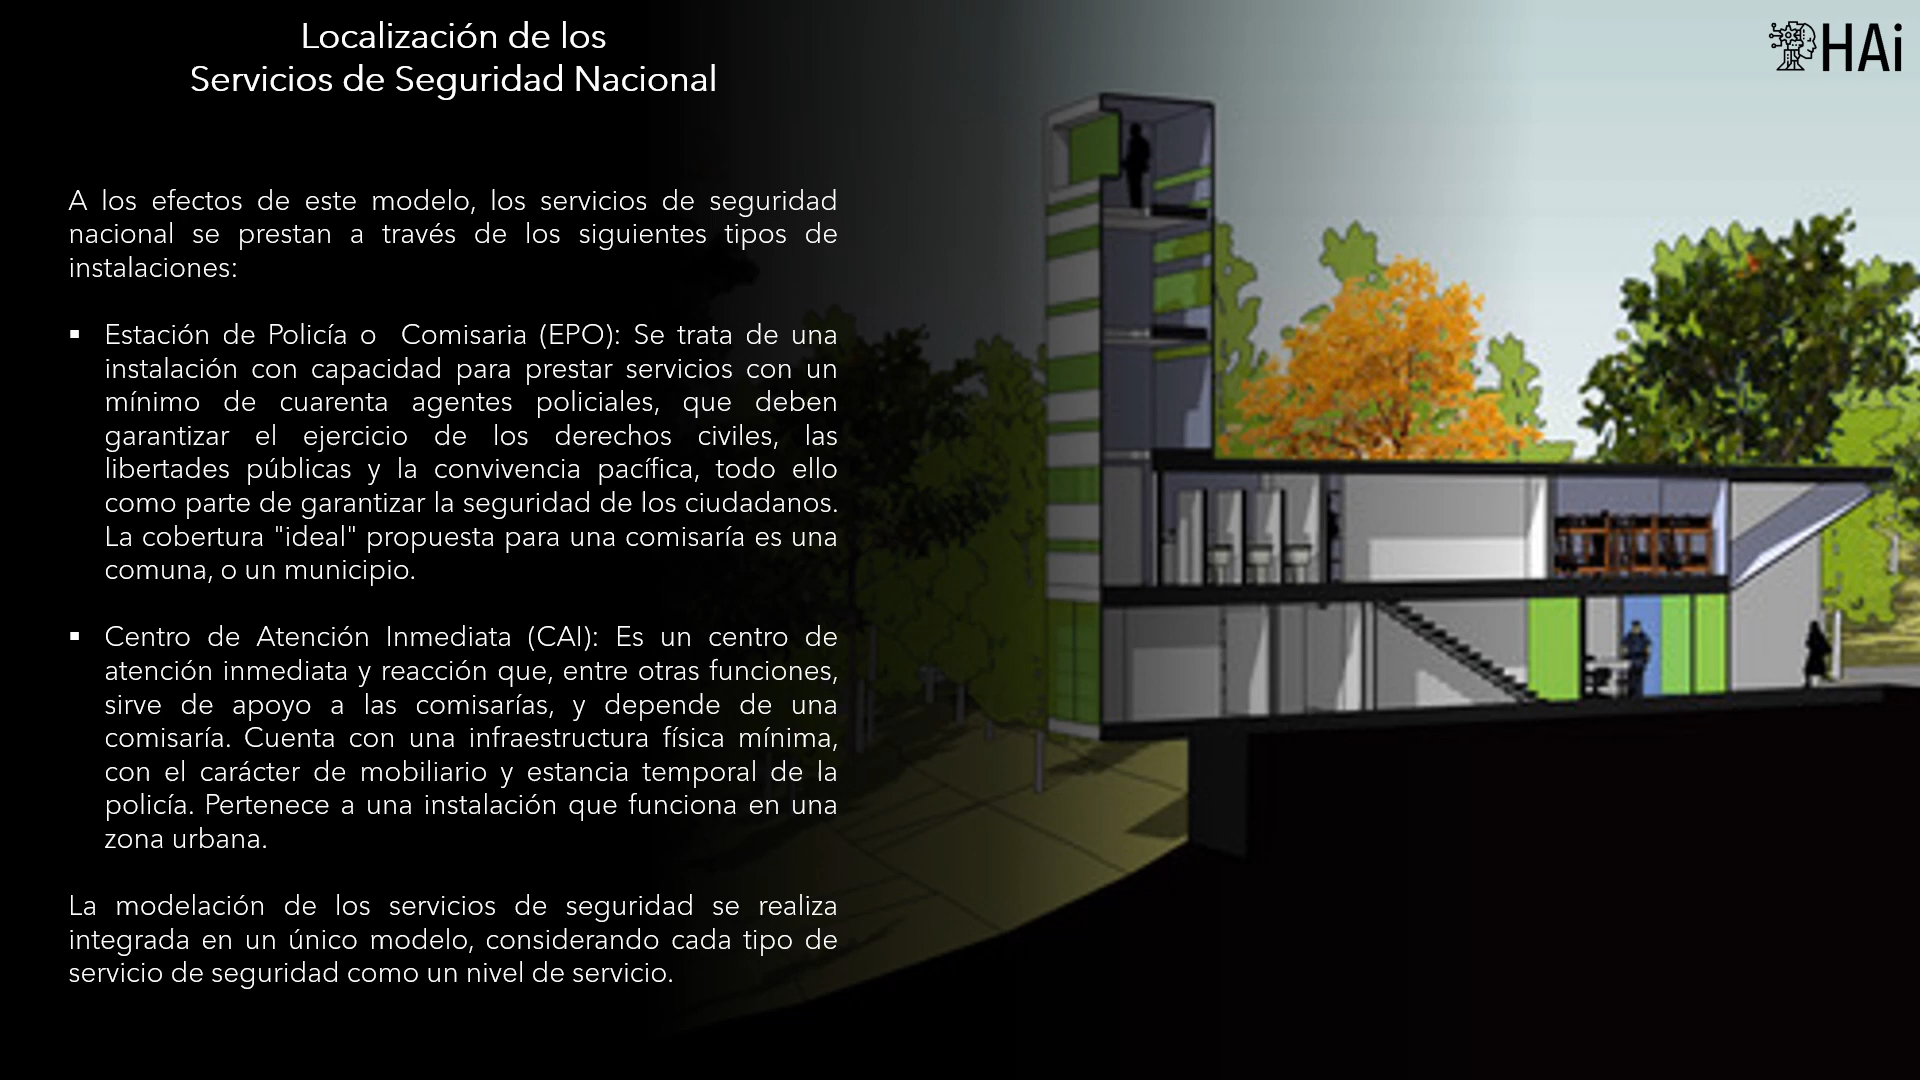 Localización de los
Servicios de Seguridad Nacional
HAi
A los efectos de este modelo, los servicios de seguridad
nacional se prestan a través de los siguientes tipos de
instalaciones:
▪ Estación de Policía o  Comisaria (EPO): Se trata de una
instalación con capacidad para prestar servicios con un
mínimo de cuarenta agentes policiales, que deben
garantizar el ejercicio de los derechos civiles, las
libertades públicas y la convivencia pacífica, todo ello
como parte de garantizar la seguridad de los ciudadanos.
La cobertura "ideal" propuesta para una comisaría es una
comuna, o un municipio.
▪ Centro de Atención Inmediata (CAI): Es un centro de
atención inmediata y reacción que, entre otras funciones,
sirve de apoyo a las comisarías, y depende de una
comisaría. Cuenta con una infraestructura física mínima,
con el carácter de mobiliario y estancia temporal de la
policía. Pertenece a una instalación que funciona en una
zona urbana.
La modelación de los servicios de seguridad se realiza
integrada en un único modelo, considerando cada tipo de
servicio de seguridad como un nivel de servicio.